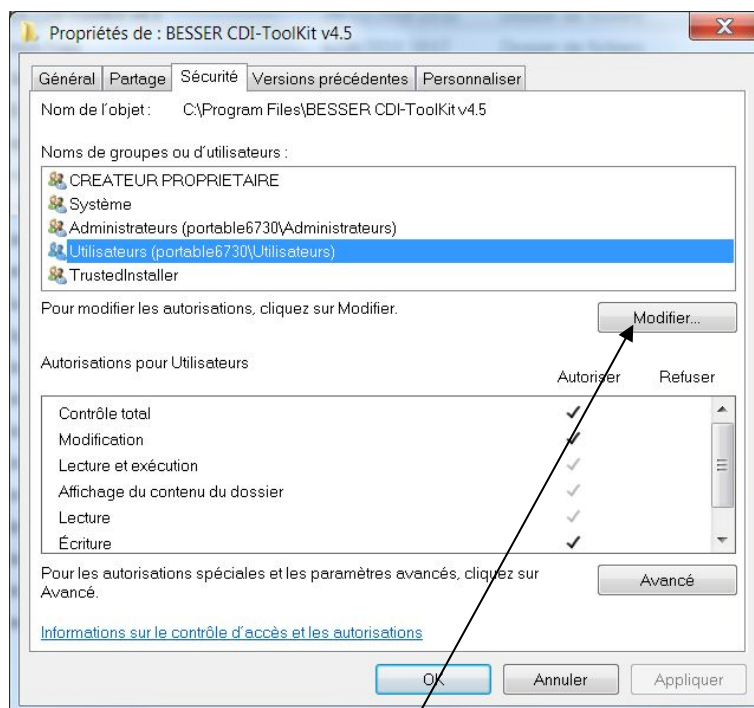 Propriétés de : BESSER CDI-ToolKit v4.5
Général Partage Sécurité Versions précédentes Personnaliser
Nom de l'objet : C:\Program Files\BESSER CDI-ToolKit v4.5
Noms de groupes ou d'utilisateurs :
CREATEUR PROPRIETAIRE
Système
Administrateurs (portable6730\Administrateurs)
Utilisateurs (portable6730\Utilisateurs)
TrustedInstaller
Pour modifier les autorisations, cliquez sur Modifier.
Modifier...
Autorisations pour Utilisateurs
Autoriser Refuser
Contrôle total
Modification
Lecture et exécution
Affichage du contenu du dossier
Lecture
Écriture
Pour les autorisations spéciales et les paramètres avancés, cliquez sur
Avancé.
Avancé
Informations sur le contrôle d'accès et les autorisations
OK Annuler Appliquer